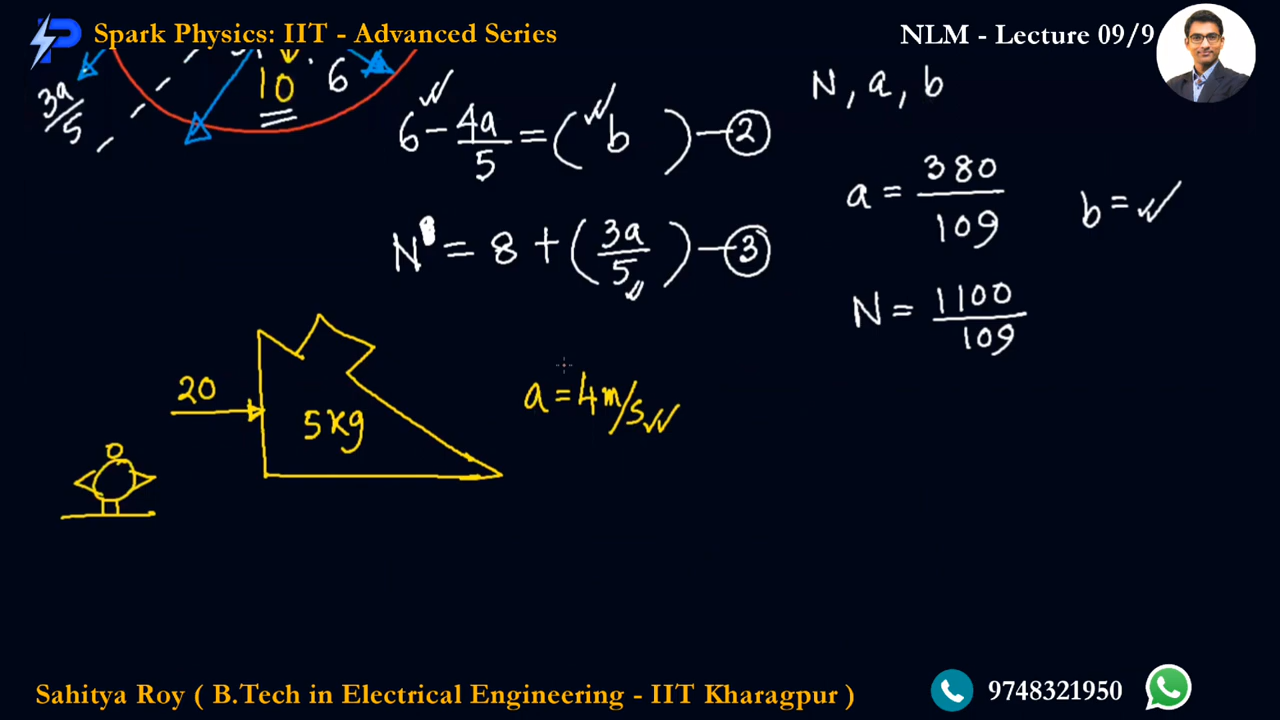 Spark Physics: IIT - Advanced Series
NLM - Lecture 09/9
3a/5
10
6
6 - 4a/5 = ( b ) - ②
N = 8 + ( 3a/5 ) - ③
N, a, b
a = 380/109
b =
N = 1100/109
20
5kg
a = 4m/s
Sahitya Roy ( B.Tech in Electrical Engineering - IIT Kharagpur )
9748321950